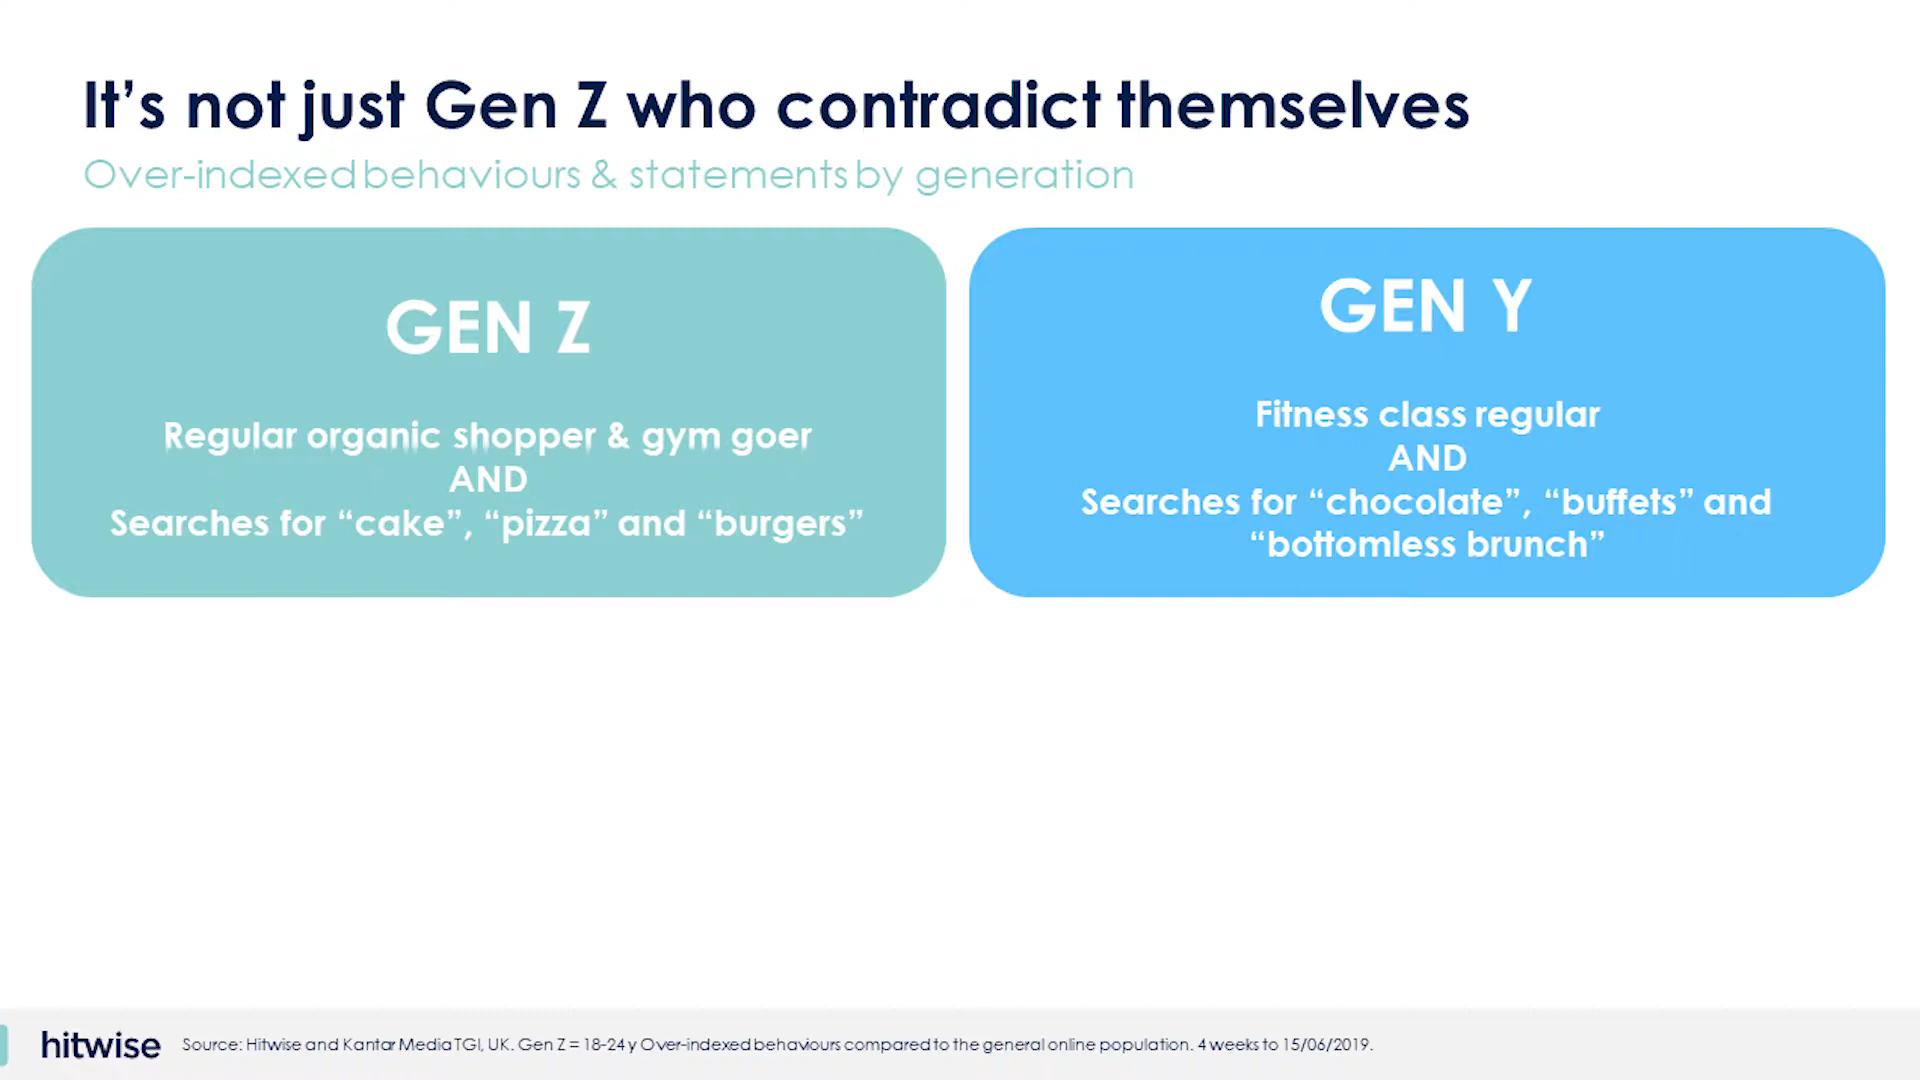 It’s not just Gen Z who contradict themselves
Over-indexed behaviours & statements by generation
GEN Z
Regular organic shopper & gym goer
AND
Searches for “cake”, “pizza” and “burgers”
GEN Y
Fitness class regular
AND
Searches for “chocolate”, “buffets” and
“bottomless brunch”
hitwise
Source: Hitwise and Kantar Media TGI, UK. Gen Z = 18-24 y Over-indexed behaviours compared to the general online population. 4 weeks to 15/06/2019.